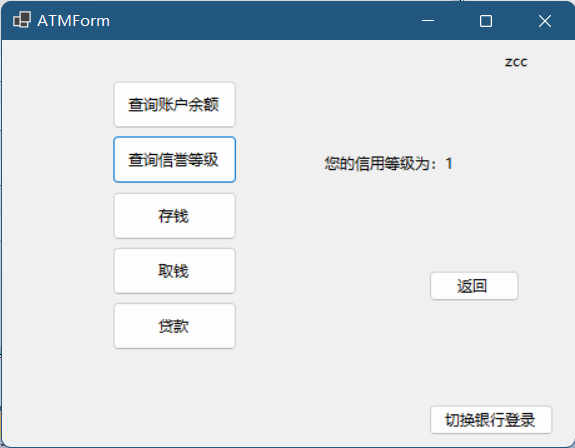 ATMForm
zcc
查询账户余额
查询信誉等级
您的信用等级为：1
存钱
取钱
返回
贷款
切换银行登录